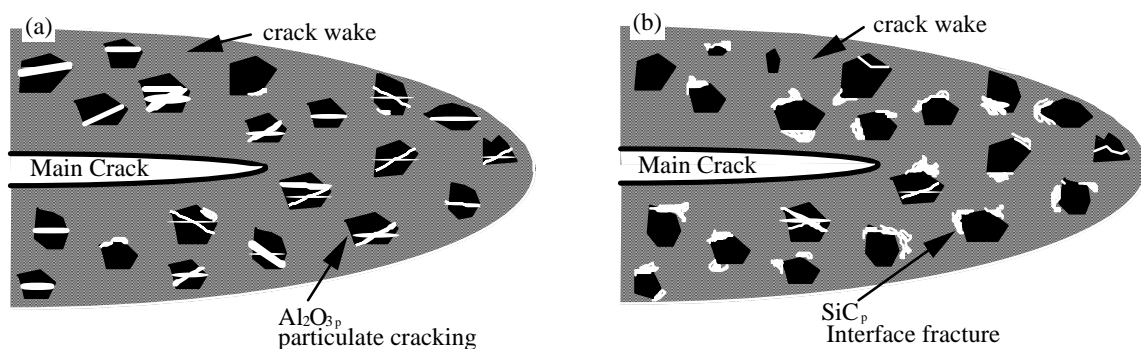 (a)
crack wake
Main Crack
Al₂O₃ₚ
particulate cracking
(b)
crack wake
Main Crack
SiCₚ
Interface fracture